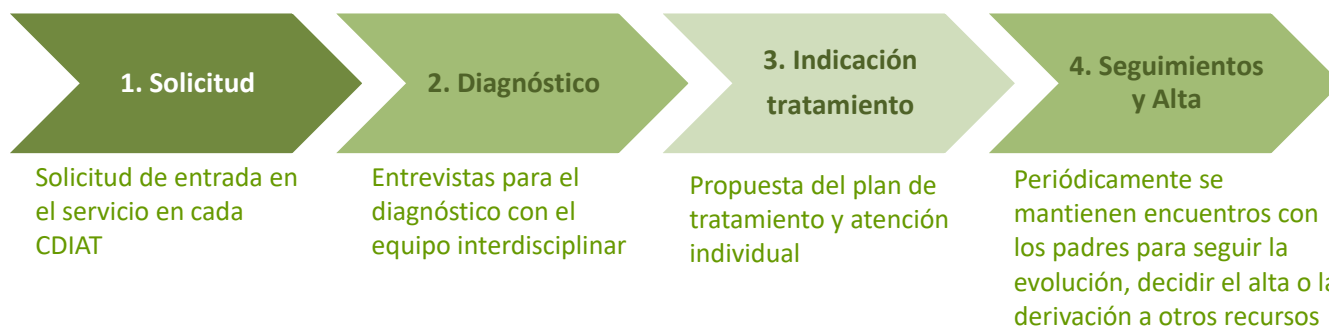 1. Solicitud
2. Diagnóstico
3. Indicación
tratamiento
4. Seguimientos
y Alta
Solicitud de entrada en
el servicio en cada
CDIAT
Entrevistas para el
diagnóstico con el
equipo interdisciplinar
Propuesta del plan de
tratamiento y atención
individual
Periódicamente se
mantienen encuentros con
los padres para seguir la
evolución, decidir el alta o la
derivación a otros recursos